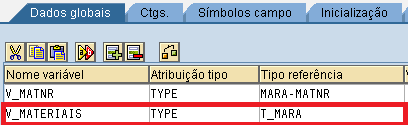 Dados globais Ctgs. Símbolos campo Inicialização
Nome variável Atribuição tipo Tipo referência
V_MATNR TYPE MARA-MATNR
V_MATERIAIS TYPE T_MARA